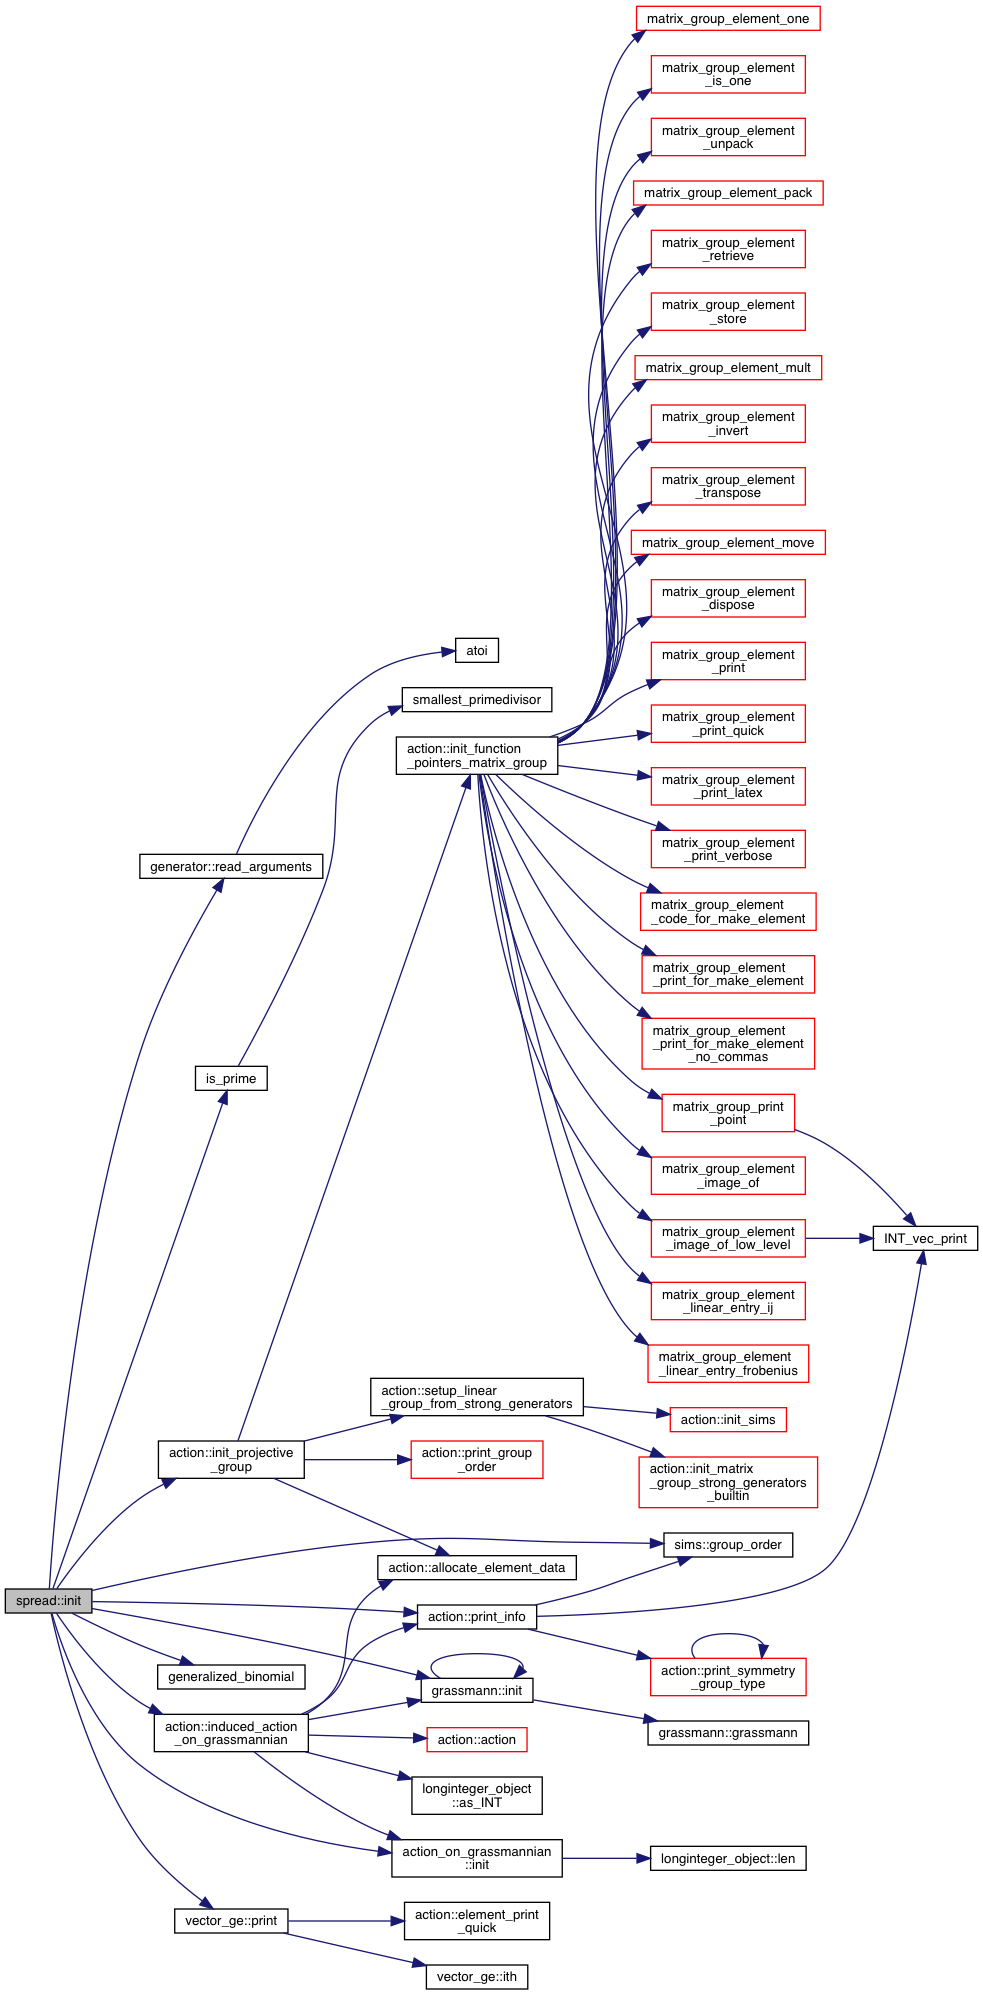 matrix_group_element_one
matrix_group_element
_is_one
matrix_group_element
_unpack
matrix_group_element_pack
matrix_group_element
_retrieve
matrix_group_element
_store
matrix_group_element_mult
matrix_group_element
_invert
matrix_group_element
_transpose
matrix_group_element_move
matrix_group_element
_dispose
atoi
matrix_group_element
_print
smallest_primedivisor
matrix_group_element
_print_quick
action::init_function
_pointers_matrix_group
matrix_group_element
_print_latex
matrix_group_element
_print_verbose
generator::read_arguments
matrix_group_element
_code_for_make_element
matrix_group_element
_print_for_make_element
matrix_group_element
_print_for_make_element
_no_commas
is_prime
matrix_group_print
_point
matrix_group_element
_image_of
matrix_group_element
_image_of_low_level
INT_vec_print
matrix_group_element
_linear_entry_ij
matrix_group_element
_linear_entry_frobenius
action::setup_linear
_group_from_strong_generators
action::init_sims
action::init_projective
_group
action::print_group
_order
action::init_matrix
_group_strong_generators
_builtin
sims::group_order
action::allocate_element_data
spread::init
action::print_info
generalized_binomial
action::print_symmetry
_group_type
grassmann::init
action::induced_action
_on_grassmannian
grassmann::grassmann
action::action
longinteger_object
::as_INT
action_on_grassmannian
::init
longinteger_object::len
vector_ge::print
action::element_print
_quick
vector_ge::ith